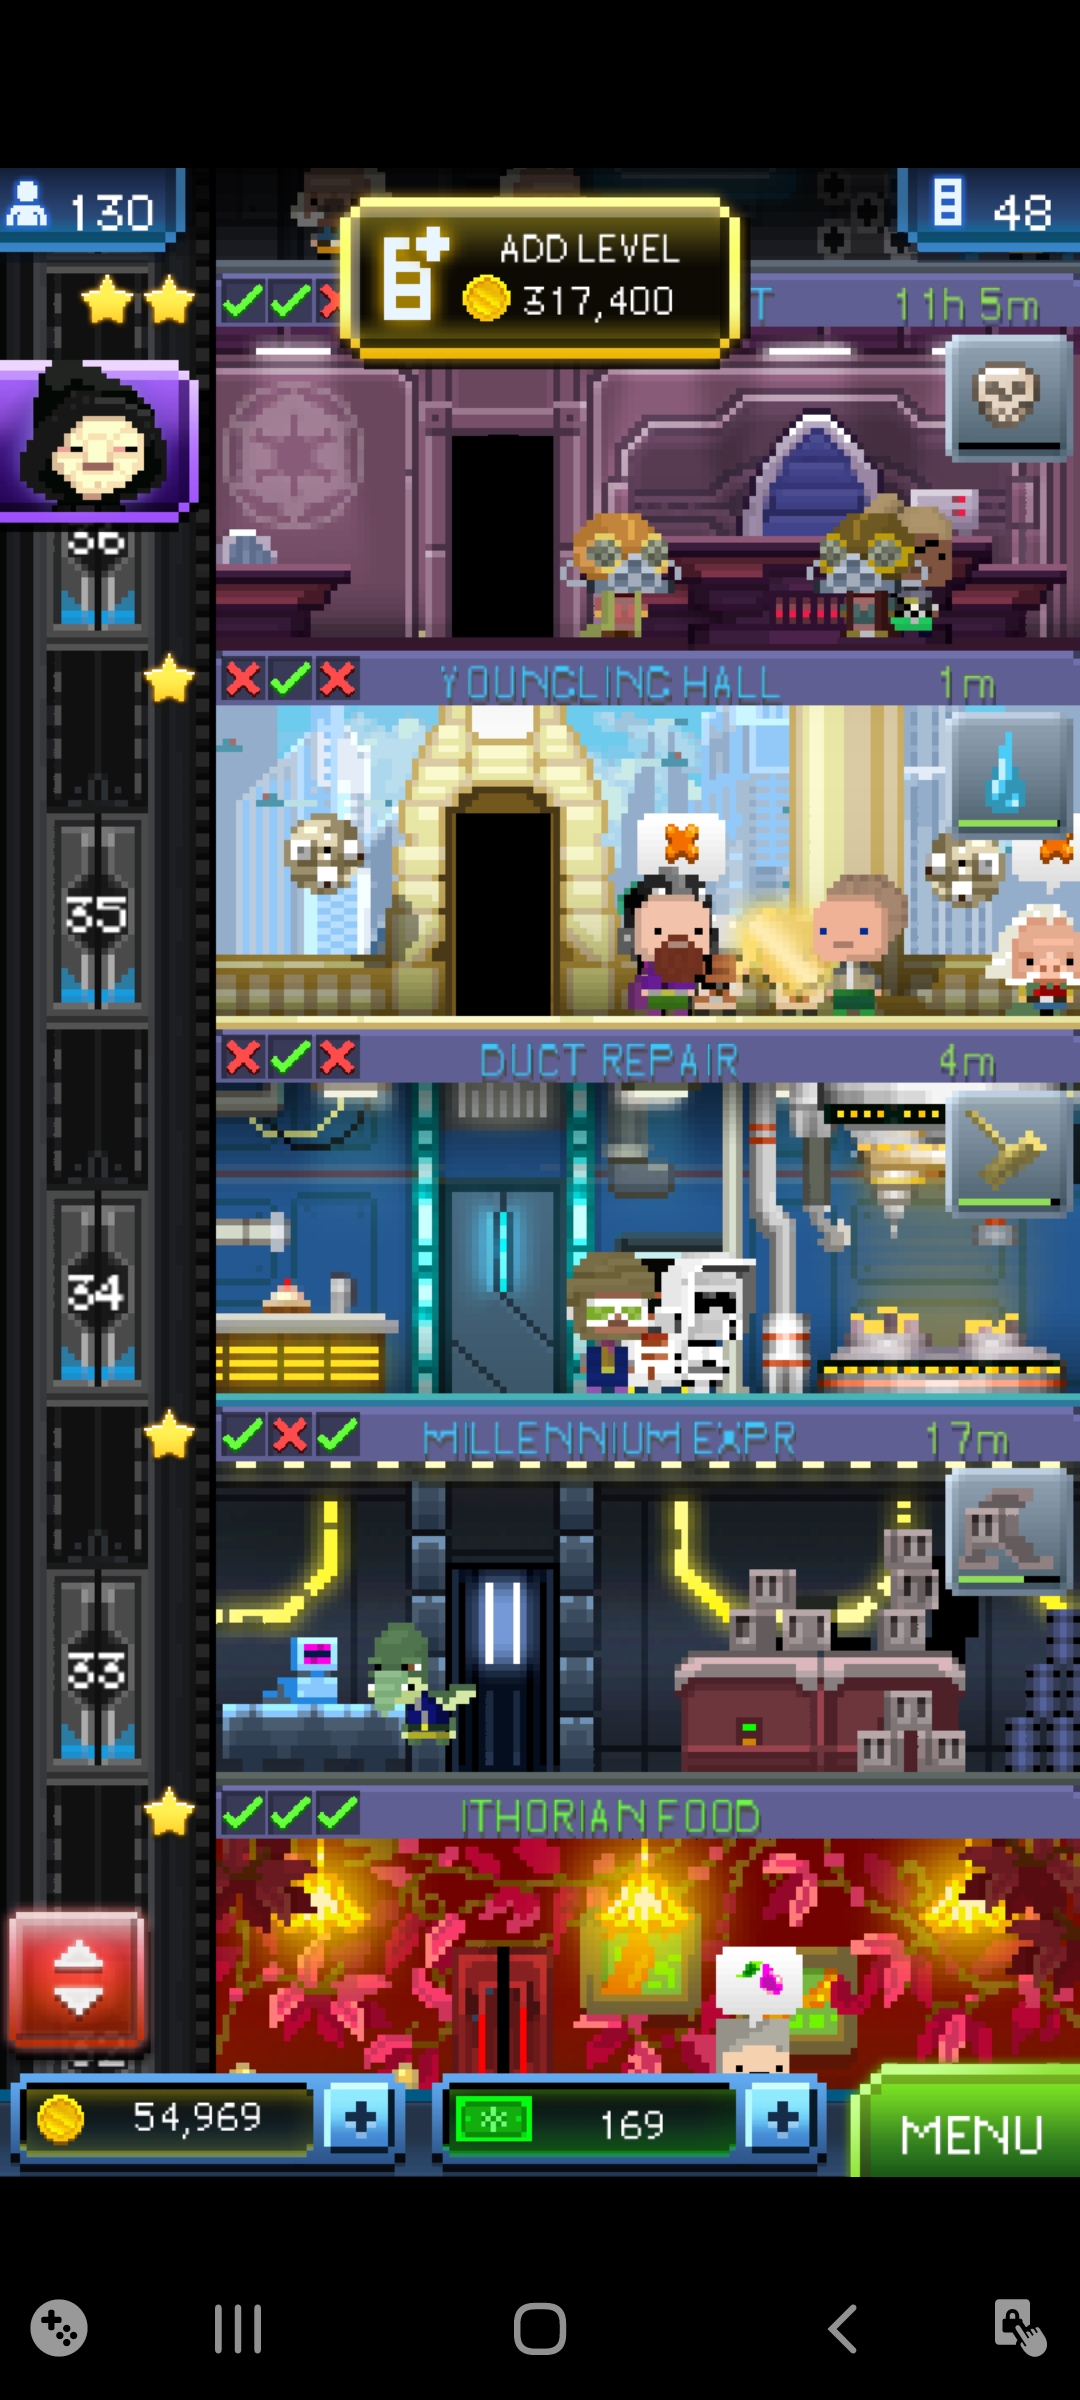 130
48
ADD LEVEL
317,400
T
11h 5m
36
YOUNGLING HALL
1m
35
DUCT REPAIR
4m
34
MILLENNIUM EXPR
17m
33
ITHORIAN FOOD
54,969
169
MENU